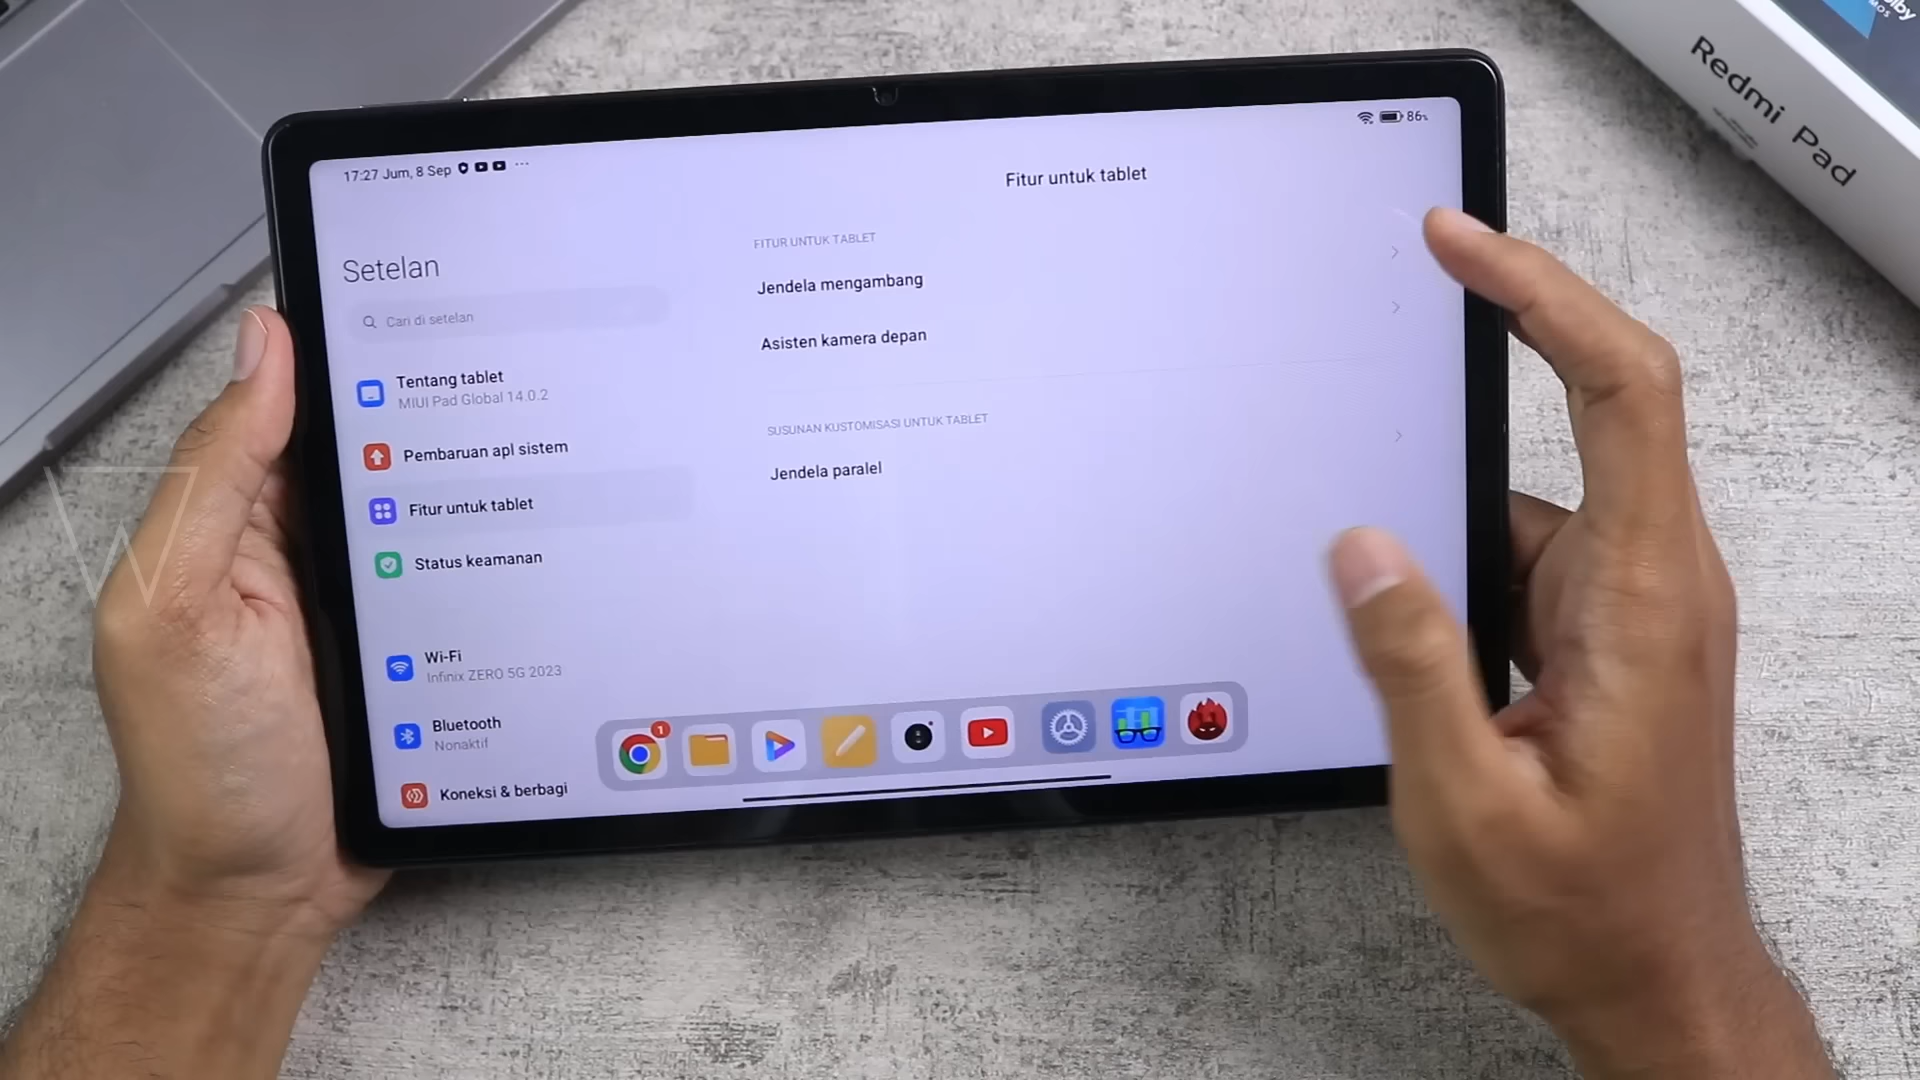 17:27 Jum, 8 Sep
86%
Setelan
Cari di setelan
Tentang tablet
MIUI Pad Global 14.0.2
Pembaruan apl sistem
Fitur untuk tablet
Status keamanan
Wi-Fi
Infinix ZERO 5G 2023
Bluetooth
Nonaktif
Koneksi & berbagi
Fitur untuk tablet
FITUR UNTUK TABLET
Jendela mengambang
Asisten kamera depan
SUSUNAN KUSTOMISASI UNTUK TABLET
Jendela paralel
1
Redmi Pad
W